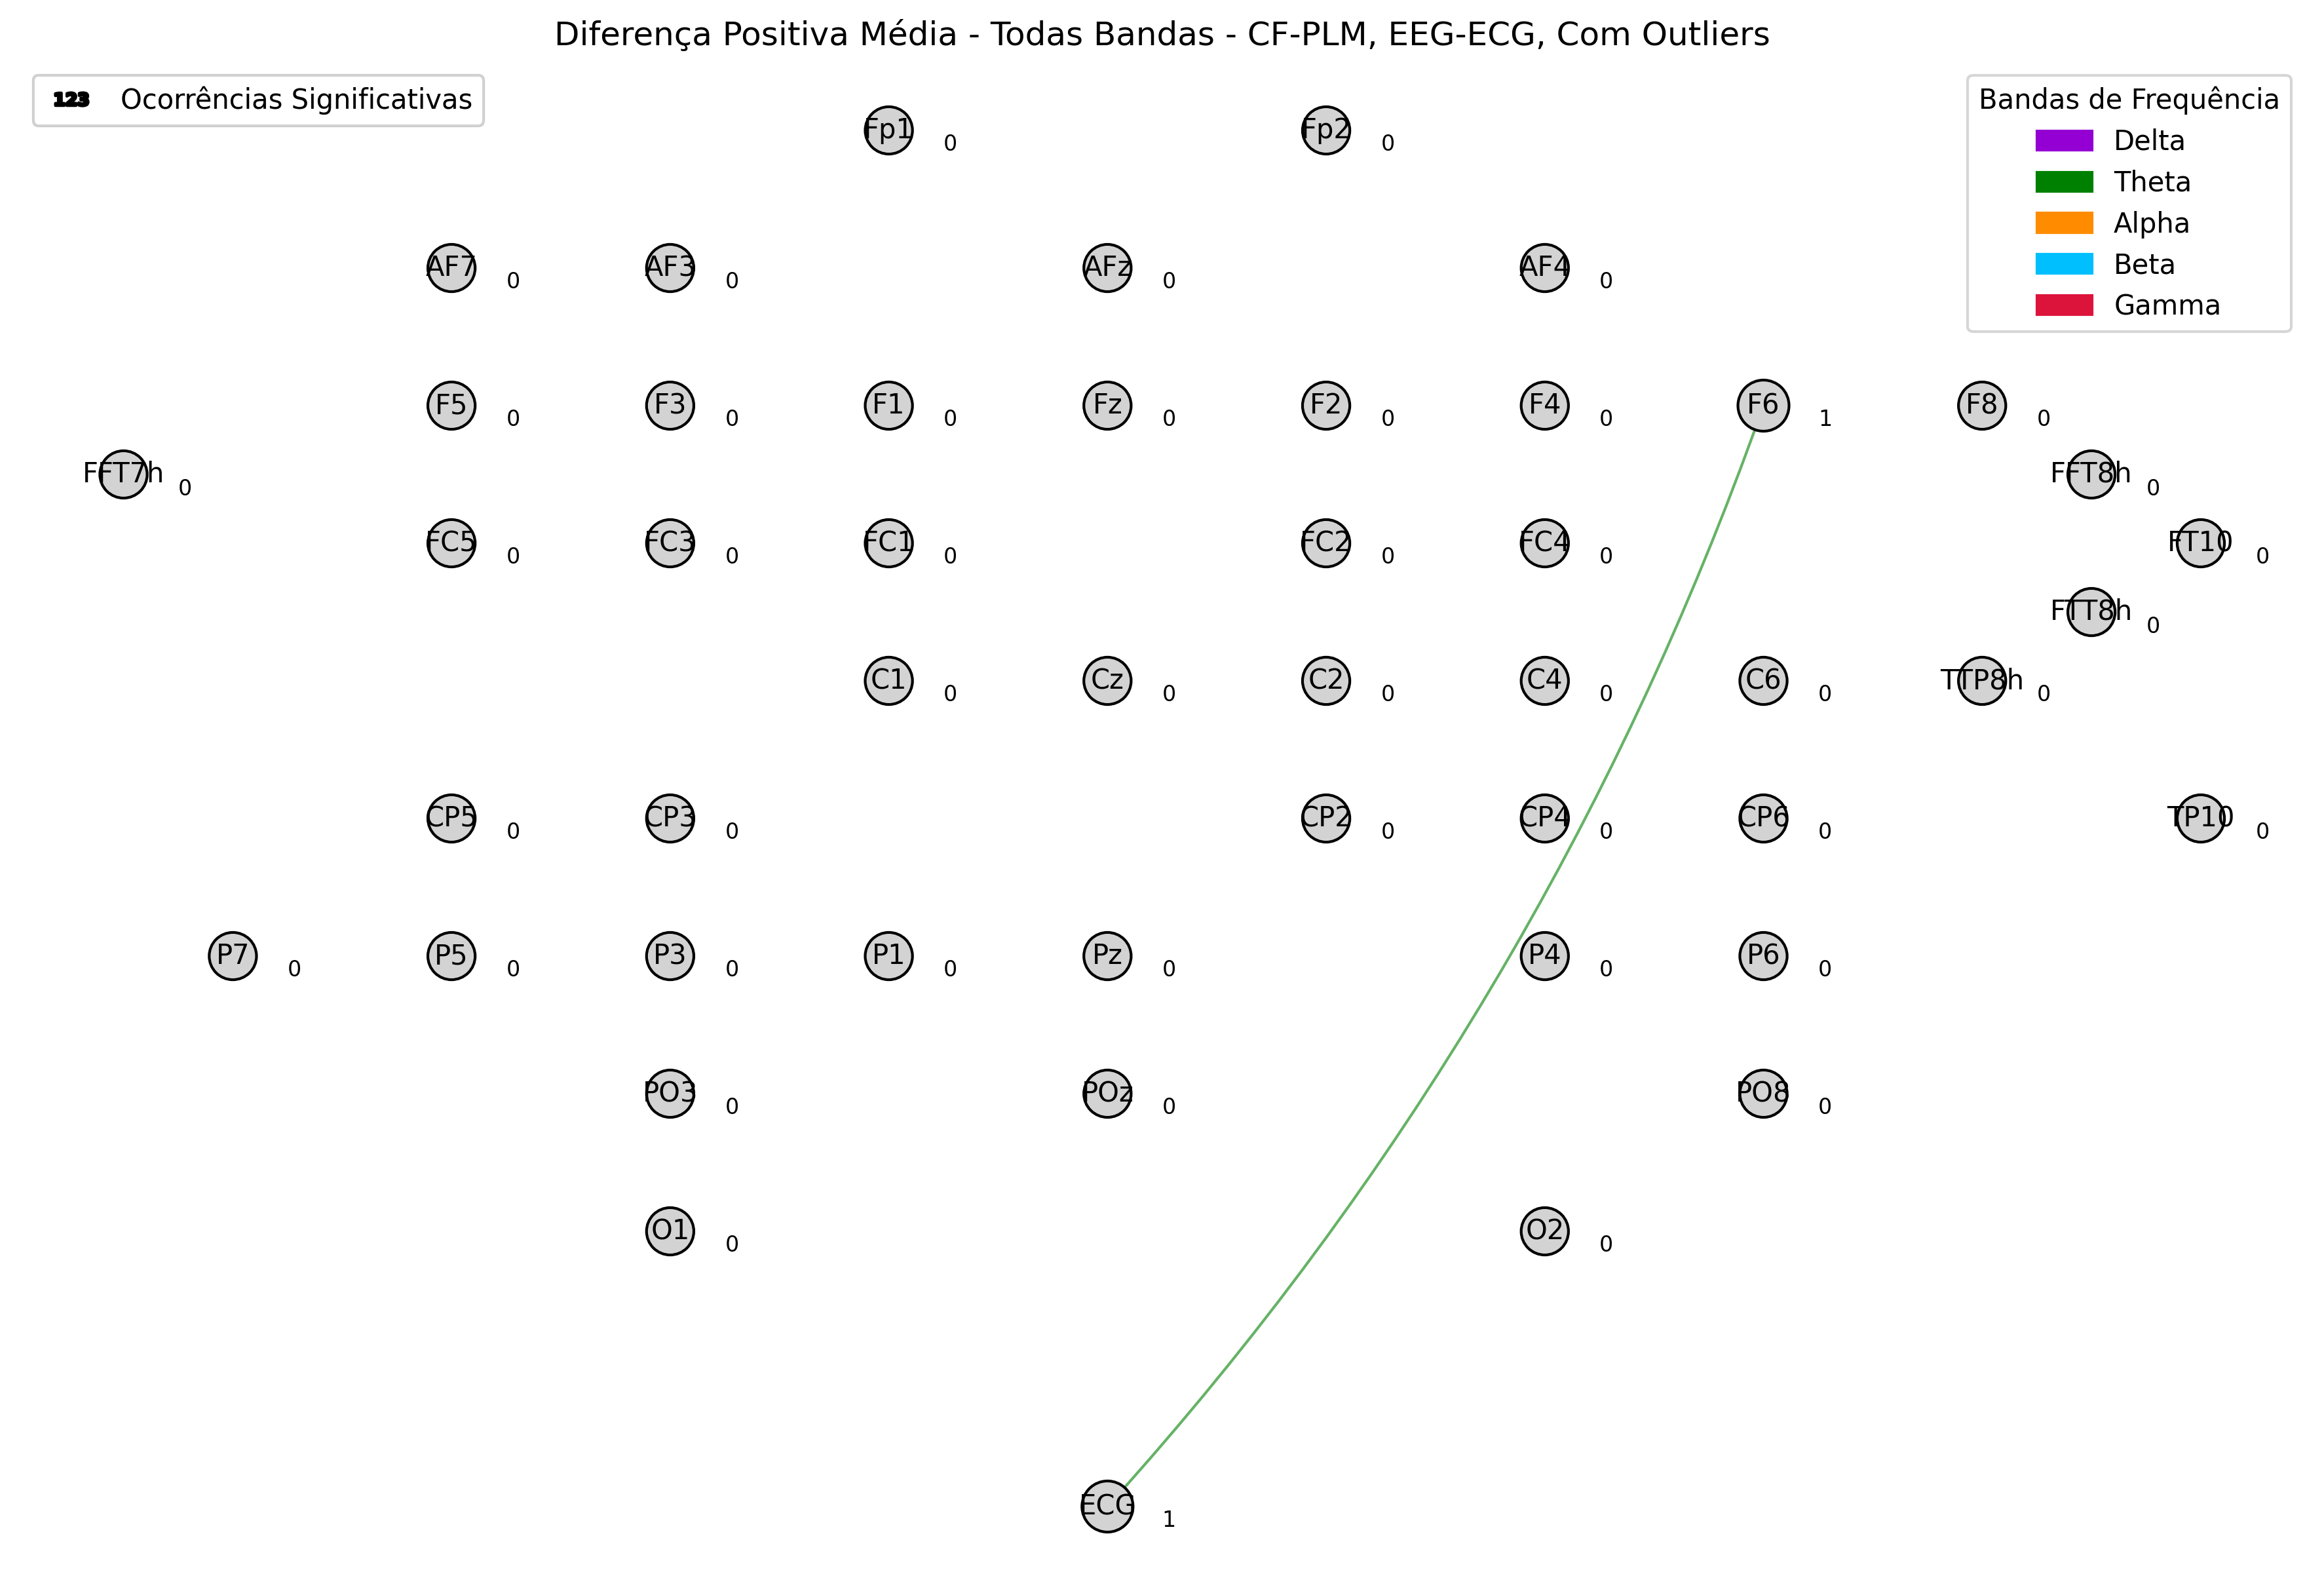 Diferença Positiva Média - Todas Bandas - CF-PLM, EEG-ECG, Com Outliers
123 Ocorrências Significativas
Bandas de Frequência
Delta
Theta
Alpha
Beta
Gamma
Fp1 0 Fp2 0
AF7 0 AF3 0 AFz 0 AF4 0
F5 0 F3 0 F1 0 Fz 0 F2 0 F4 0 F6 1 F8 0
FFT7h 0 FFT8h 0
FC5 0 FC3 0 FC1 0 FC2 0 FC4 0 FT10 0
FTT8h 0
C1 0 Cz 0 C2 0 C4 0 C6 0 TTP8h 0
CP5 0 CP3 0 CP2 0 CP4 0 CP6 0 TP10 0
P7 0 P5 0 P3 0 P1 0 Pz 0 P4 0 P6 0
PO3 0 POz 0 PO8 0
O1 0 O2 0
ECG 1